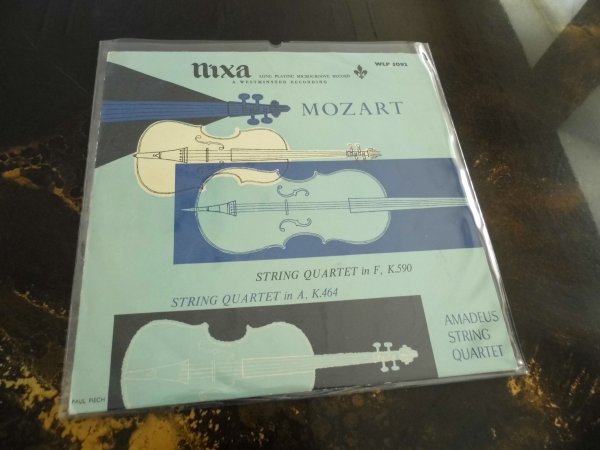 nixa LONG PLAYING MICROGROOVE RECORD
A WESTMINSTER RECORDING
WLP 5092
MOZART
STRING QUARTET in F, K.590
STRING QUARTET in A, K.464
AMADEUS
STRING
QUARTET
PAUL PIECH